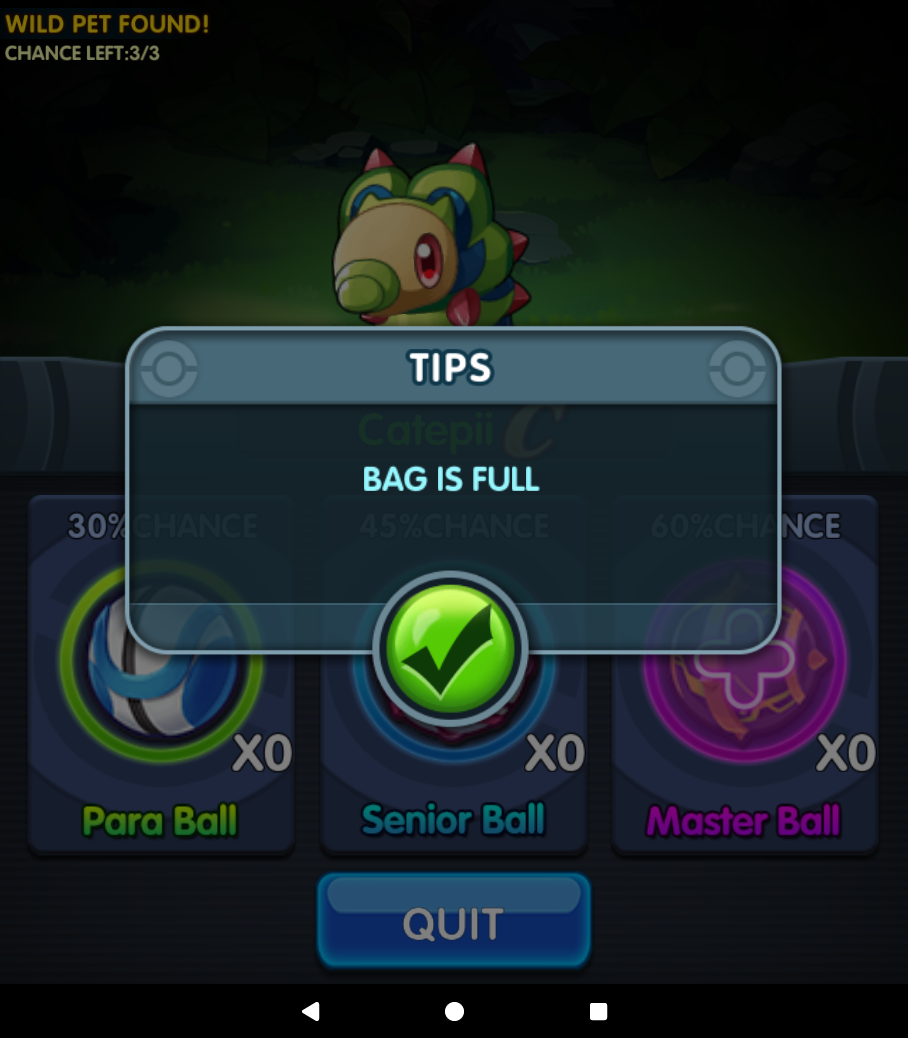 WILD PET FOUND!
CHANCE LEFT:3/3
TIPS
Catepii C
BAG IS FULL
30%CHANCE
45%CHANCE
60%CHANCE
X0
X0
X0
Para Ball
Senior Ball
Master Ball
QUIT